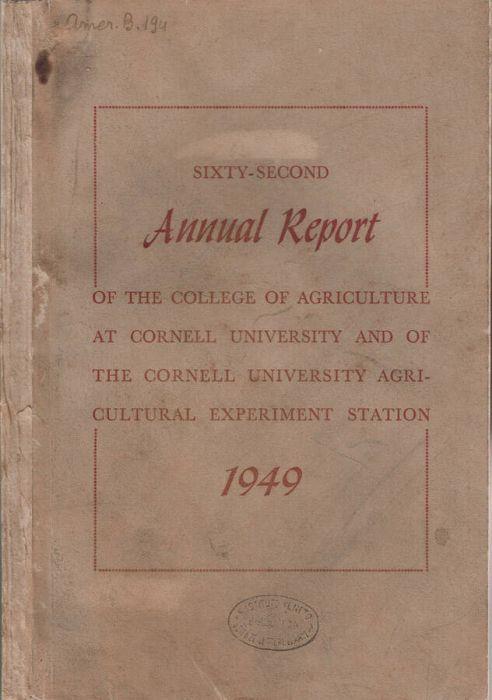 Amer. B. 194
SIXTY-SECOND
Annual Report
OF THE COLLEGE OF AGRICULTURE
AT CORNELL UNIVERSITY AND OF
THE CORNELL UNIVERSITY AGRI-
CULTURAL EXPERIMENT STATION
1949